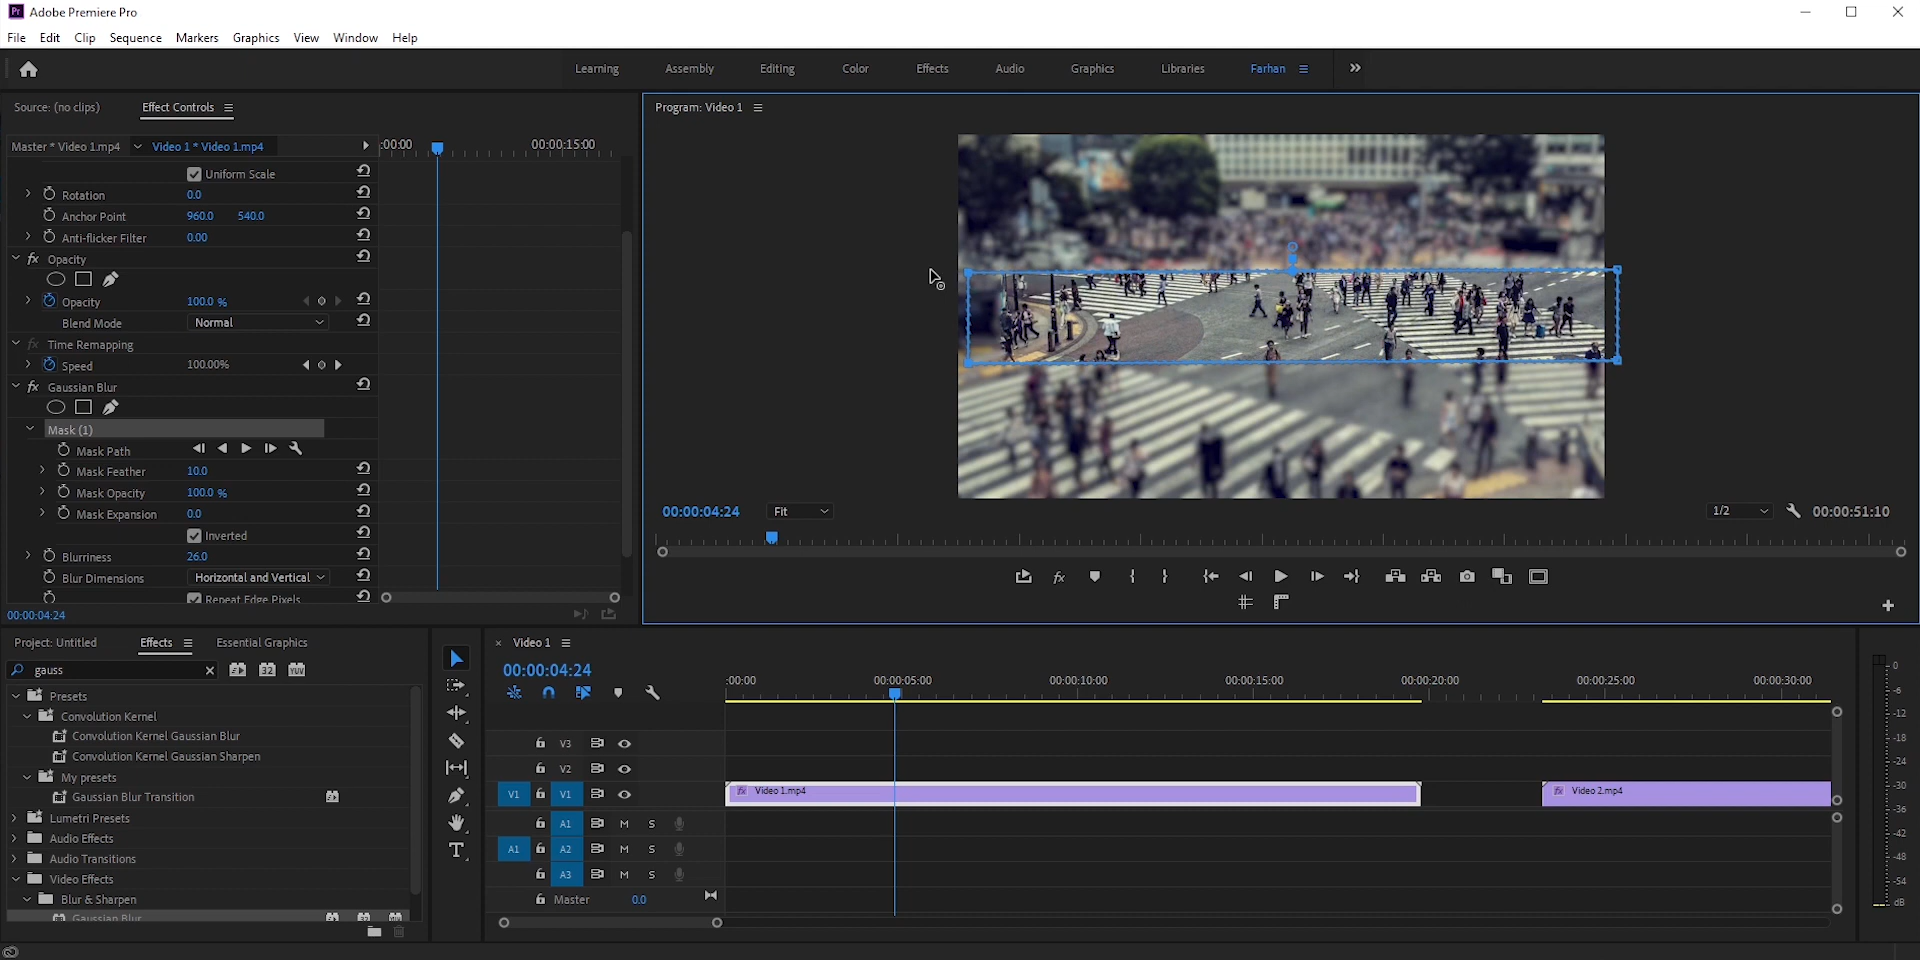 Adobe Premiere Pro
File Edit Clip Sequence Markers Graphics View Window Help
Learning Assembly Editing Color Effects Audio Graphics Libraries Farhan
Source: (no clips) Effect Controls
Master * Video 1.mp4 Video 1 * Video 1.mp4 :00:00 00:00:15:00
Uniform Scale
Rotation 0.0
Anchor Point 960.0 540.0
Anti-flicker Filter 0.00
fx Opacity
Opacity 100.0 %
Blend Mode Normal
fx Time Remapping
Speed 100.00%
fx Gaussian Blur
Mask (1)
Mask Path
Mask Feather 10.0
Mask Opacity 100.0 %
Mask Expansion 0.0
Inverted
Blurriness 26.0
Blur Dimensions Horizontal and Vertical
Repeat Edge Pixels
00:00:04:24
Program: Video 1
00:00:04:24 Fit 1/2 00:00:51:10
fx
Project: Untitled Effects Essential Graphics
gauss 32 YUV
Presets
Convolution Kernel
Convolution Kernel Gaussian Blur
Convolution Kernel Gaussian Sharpen
My presets
Gaussian Blur Transition
Lumetri Presets
Audio Effects
Audio Transitions
Video Effects
Blur & Sharpen
Gaussian Blur
Video 1
00:00:04:24
:00:00 00:00:05:00 00:00:10:00 00:00:15:00 00:00:20:00 00:00:25:00 00:00:30:00
V3
V2
V1 V1 fx Video 1.mp4 fx Video 2.mp4
A1 M S
A1 A2 M S
A3 M S
Master 0.0
0
-6
-12
-18
-24
-30
-36
-42
-48
-54
dB